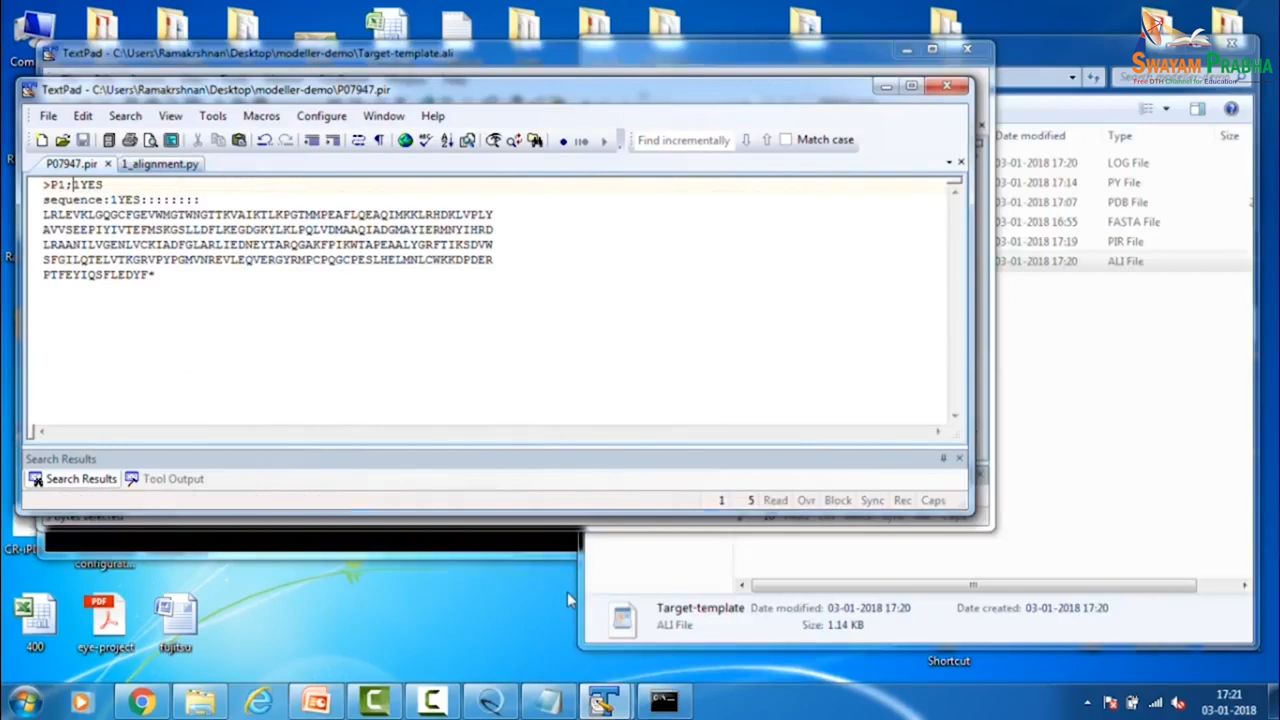 Com
TextPad - C:\Users\Ramakrshnan\Desktop\modeller-demo\Target-template.ali
SWAYAM PRABHA
Free DTH Channel for Education
TextPad - C:\Users\Ramakrshnan\Desktop\modeller-demo\P07947.pir
File Edit Search View Tools Macros Configure Window Help
Find incrementally Match case
P07947.pir 1_alignment.py
>P1;1YES
sequence:1YES::::::::
LRLEVKLGQGCFGEVWMGTWNGTTKVAIKTLKPGTMMPEAFLQEAQIMKKLRHDKLVPLY
AVVSEEPIYIVTEFMSKGSLLDFLKEGDGKYLKLPQLVDMAAQIADGMAYIERMNYIHRD
LRAANILVGENLVCKIADFGLARLIEDNEYTARQGAKFPIKWTAPEAALYGRFTIKSDVW
SFGILQTELVTKGRVPYPGMVNREVLEQVERGYRMPCPQGCPESLHELMNLCWKKDPDER
PTFEYIQSFLEDYF*
Search Results
Search Results Tool Output
1 5 Read Ovr Block Sync Rec Caps
Date modified Type Size
03-01-2018 17:20 LOG File
03-01-2018 17:14 PY File
03-01-2018 17:07 PDB File
03-01-2018 16:55 FASTA File
03-01-2018 17:19 PIR File
03-01-2018 17:20 ALI File
configurat...
Target-template Date modified: 03-01-2018 17:20 Date created: 03-01-2018 17:20
ALI File Size: 1.14 KB
400 eye-project fujitsu
Shortcut
17:21
03-01-2018